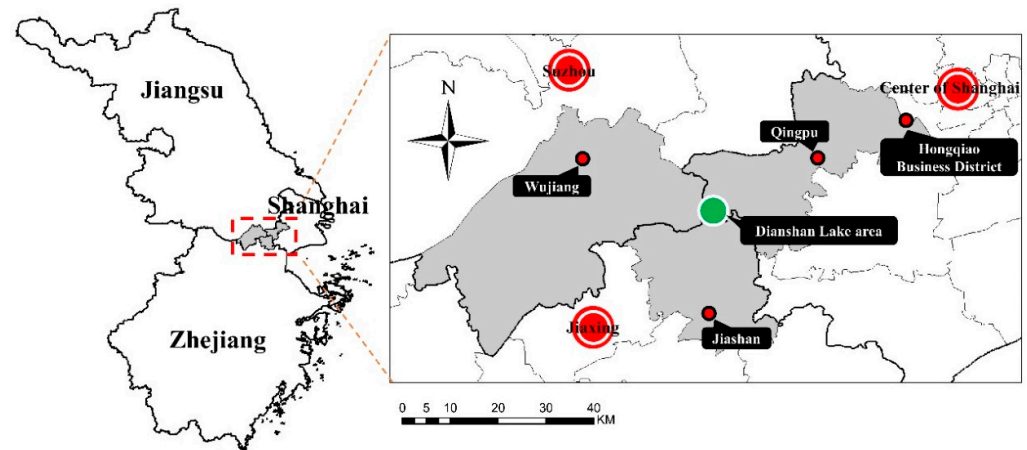 Jiangsu
Shanghai
Zhejiang
N
Suzhou
Center of Shanghai
Qingpu
Hongqiao
Business District
Wujiang
Dianshan Lake area
Jiaxing
Jiashan
0 5 10 20 30 40
KM